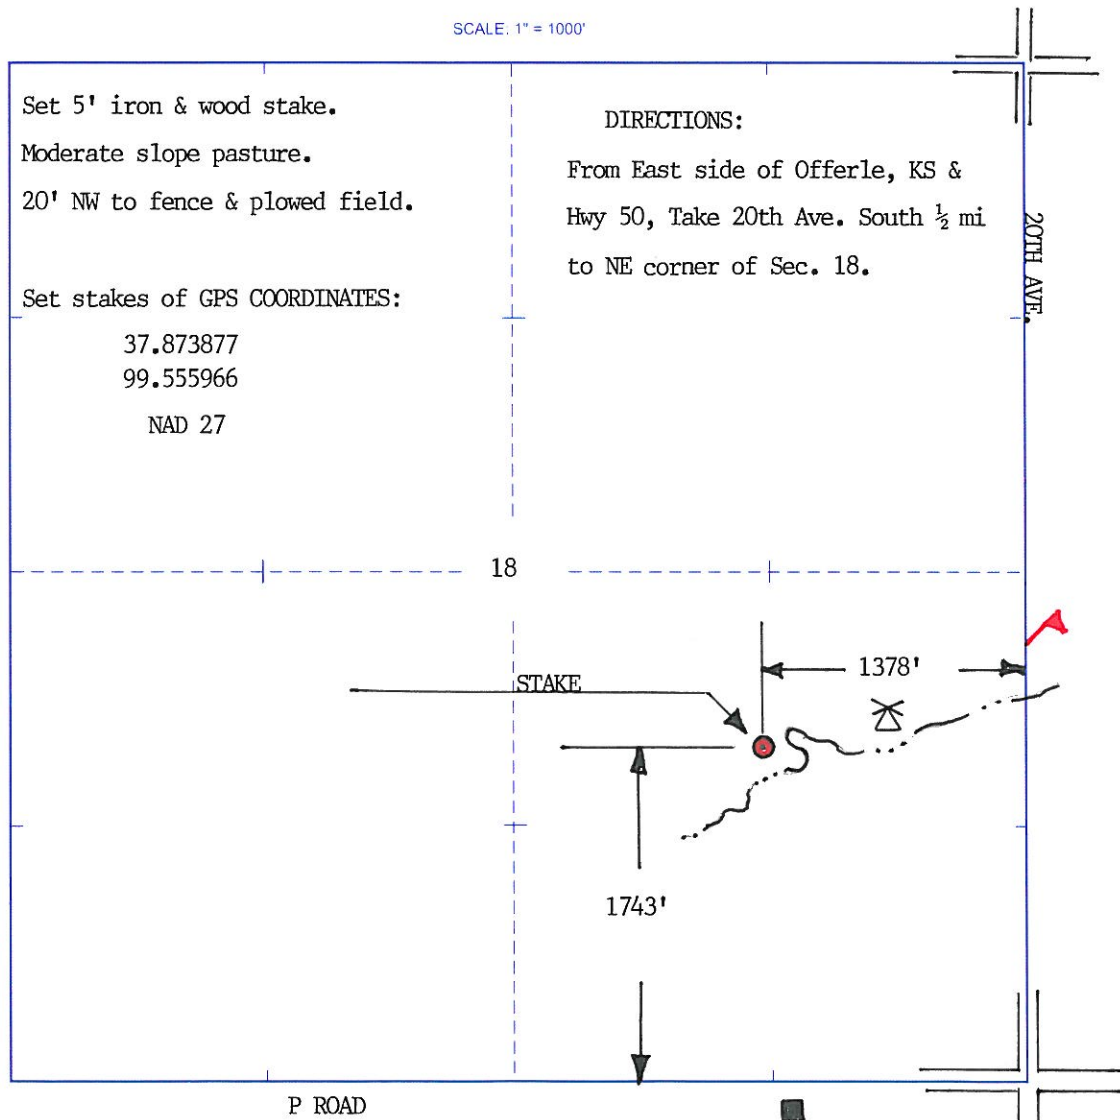 SCALE: 1" = 1000'
Set 5' iron & wood stake.
Moderate slope pasture.
20' NW to fence & plowed field.
Set stakes of GPS COORDINATES:
37.873877
99.555966
NAD 27
DIRECTIONS:
From East side of Offerle, KS &
Hwy 50, Take 20th Ave. South ½ mi
to NE corner of Sec. 18.
20TH AVE.
18
1378'
STAKE
1743'
P ROAD